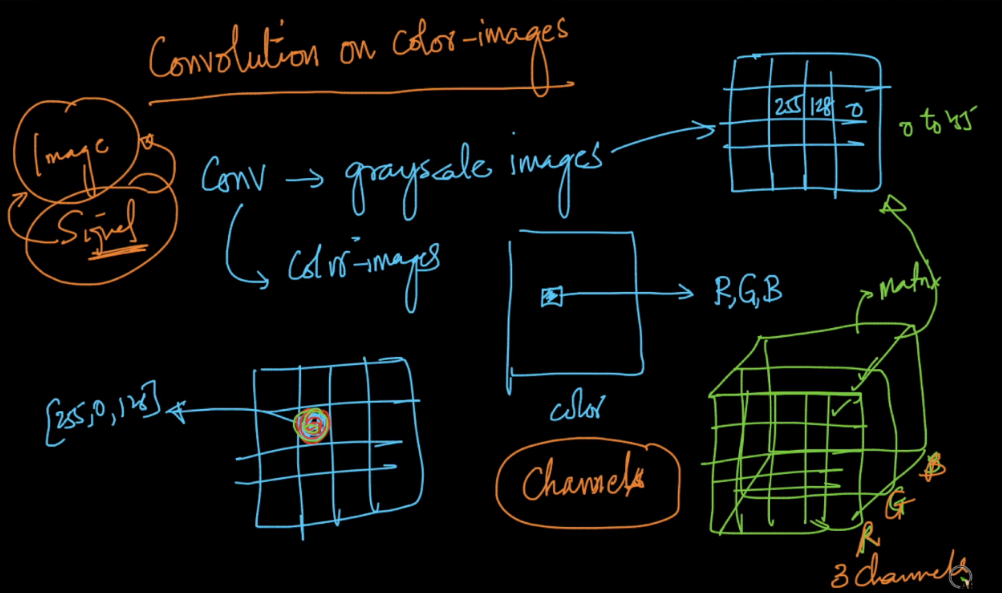 Convolution on color-images
Image
Signal
Conv → grayscale images
255 128 0
0 to 255
color-images
R,G,B
Matrix
[255,0,128]
color
Channels
B
G
R
3 channels